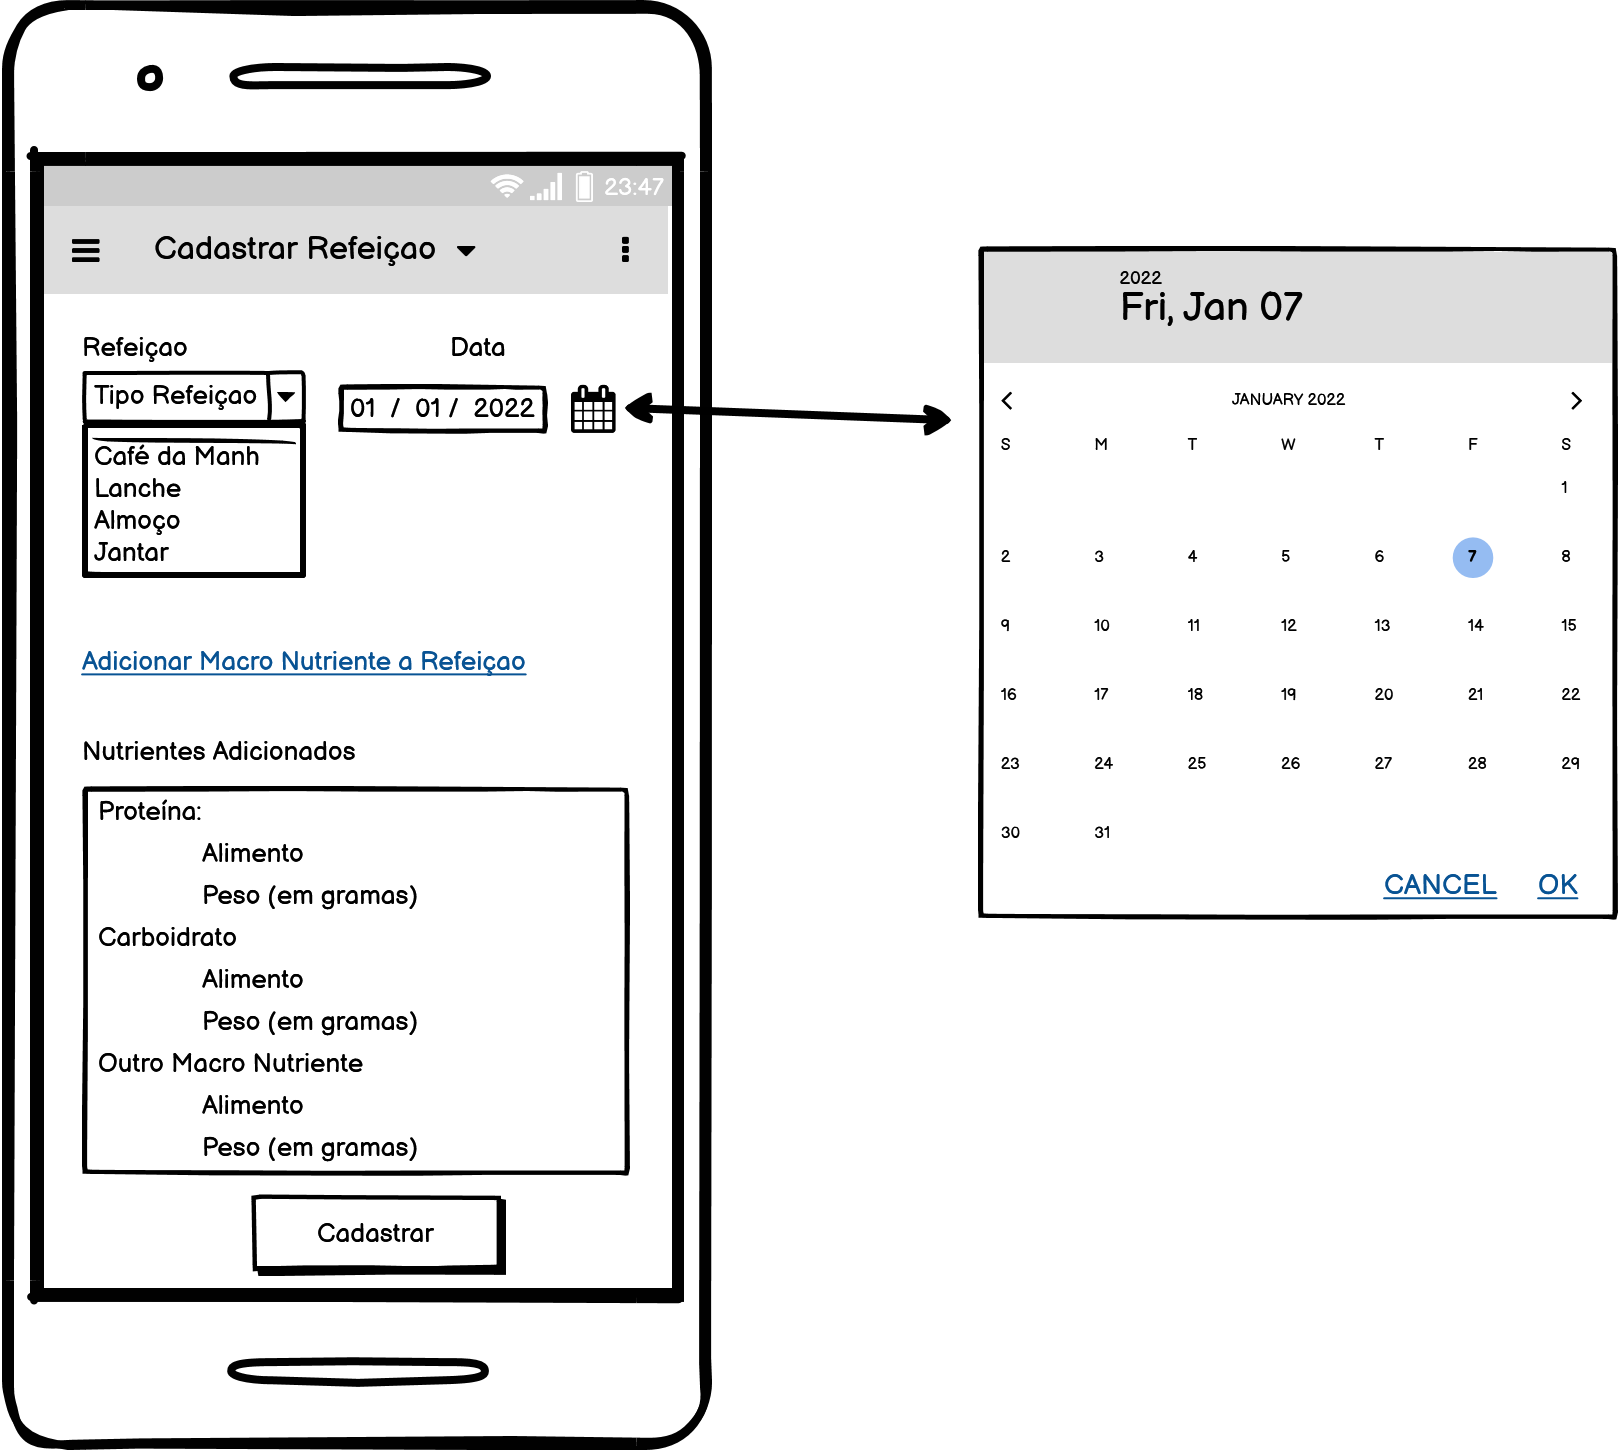 23:47
Cadastrar Refeiçao
Refeiçao
Data
Tipo Refeiçao
01 / 01 / 2022
Café da Manh
Lanche
Almoço
Jantar
Adicionar Macro Nutriente a Refeiçao
Nutrientes Adicionados
Proteína:
Alimento
Peso (em gramas)
Carboidrato
Alimento
Peso (em gramas)
Outro Macro Nutriente
Alimento
Peso (em gramas)
Cadastrar
2022
Fri, Jan 07
JANUARY 2022
S M T W T F S
1
2 3 4 5 6 7 8
9 10 11 12 13 14 15
16 17 18 19 20 21 22
23 24 25 26 27 28 29
30 31
CANCEL OK